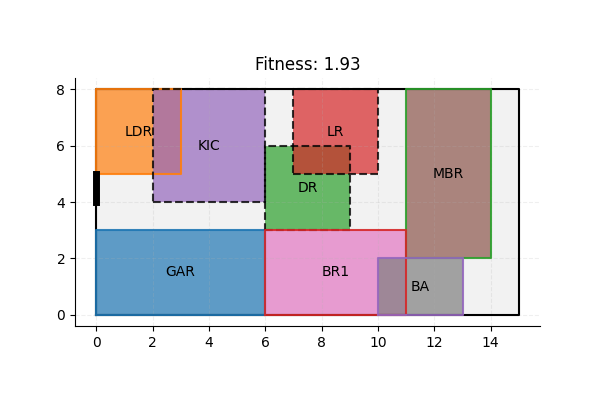 Fitness: 1.93
8
LDR
KIC
LR
6
DR
MBR
4
2
GAR
BR1
BA
0
0 2 4 6 8 10 12 14